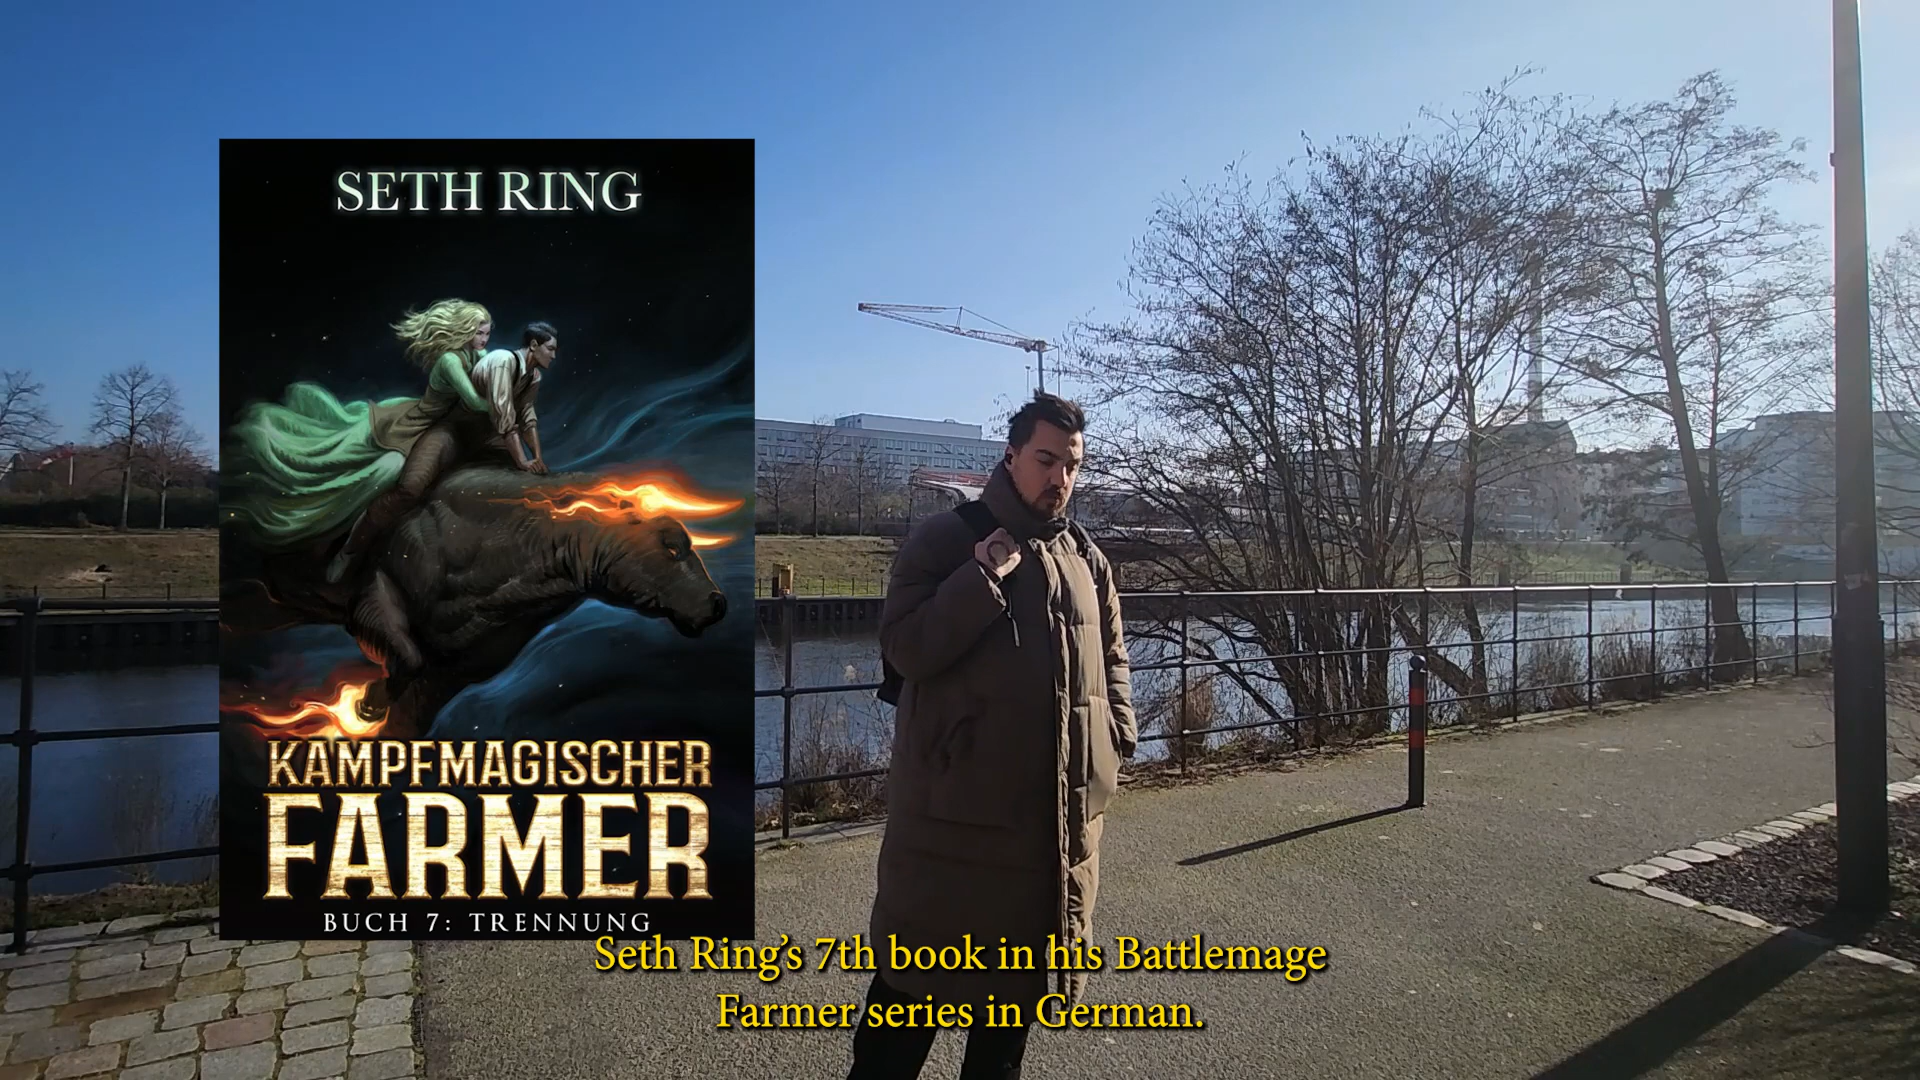 SETH RING
KAMPFMAGISCHER
FARMER
BUCH 7: TRENNUNG
Seth Ring's 7th book in his Battlemage
Farmer series in German.